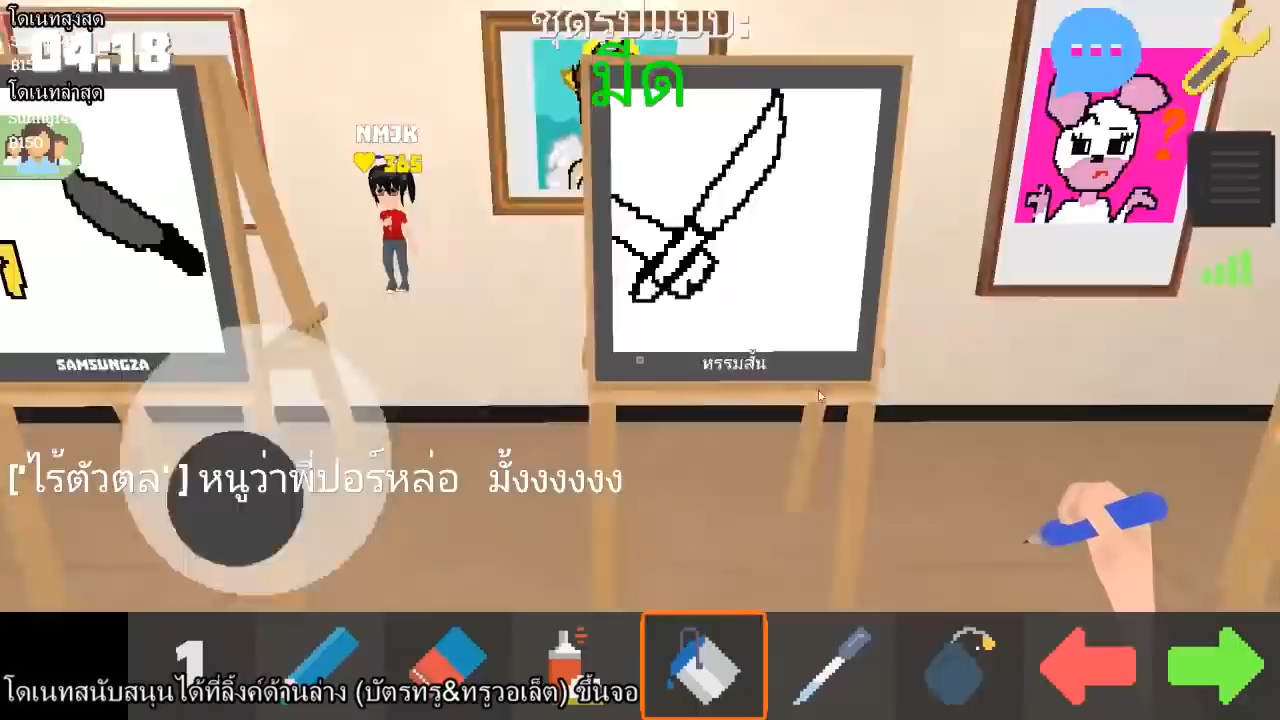 โดเนทสูงสุด
04:18
฿15
โดเนทล่าสุด
฿150
ชุดรูปแบบ:
มีด
NMJK
365
SAMSUNGZA
หรรมสั้น
['ไร้ตัวตล'] หนูว่าพี่ปอร์หล่อ มั้งงงงงง
1
โดเนทสนับสนุนได้ที่ลิ้งค์ด้านล่าง (บัตรทรู&ทรูวอเล็ต) ขึ้นจอ